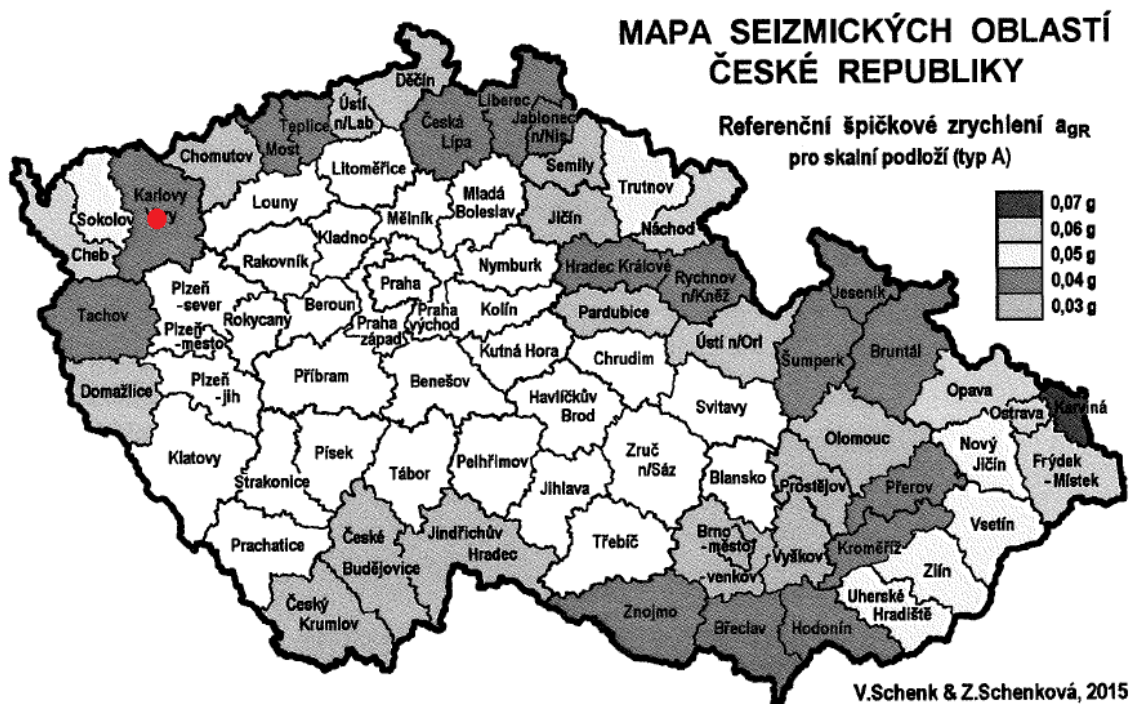 MAPA SEIZMICKÝCH OBLASTÍ
ČESKÉ REPUBLIKY
Referenční špičkové zrychlení agR
pro skalní podloží (typ A)
0,07 g
0,06 g
0,05 g
0,04 g
0,03 g
Děčín
Ústí
n/Lab
Liberec
Jablonec
n/Nis
Teplice
Most
Česká
Lípa
Chomutov
Semily
Litoměřice
Trutnov
Karlovy
Sokolov
Louny
Mělník
Mladá
Boleslav
Jičín
Náchod
Cheb
Kladno
Rakovník
Nymburk
Hradec Králové
Rychnov
n/Kněž
Praha
Jeseník
Plzeň
-sever
Beroun
Kolín
Tachov
Rokycany
Praha
východ
Praha
západ
Pardubice
Plzeň
-město
Ústí n/Orl
Bruntál
Kutná Hora
Chrudim
Šumperk
Příbram
Benešov
Domažlice
Plzeň
-jih
Havlíčkův
Brod
Svitavy
Opava
Ostrava
Karviná
Olomouc
Nový
Jičín
Klatovy
Písek
Tábor
Pelhřimov
Zruč
n/Sáz
Frýdek
-Místek
Strakonice
Jihlava
Blansko
Prostějov
Přerov
Vsetín
Prachatice
České
Budějovice
Jindřichův
Hradec
Třebíč
Brno
-město
-venkov
Vyškov
Kroměříž
Zlín
Český
Krumlov
Znojmo
Břeclav
Hodonín
Uherské
Hradiště
V.Schenk & Z.Schenková, 2015